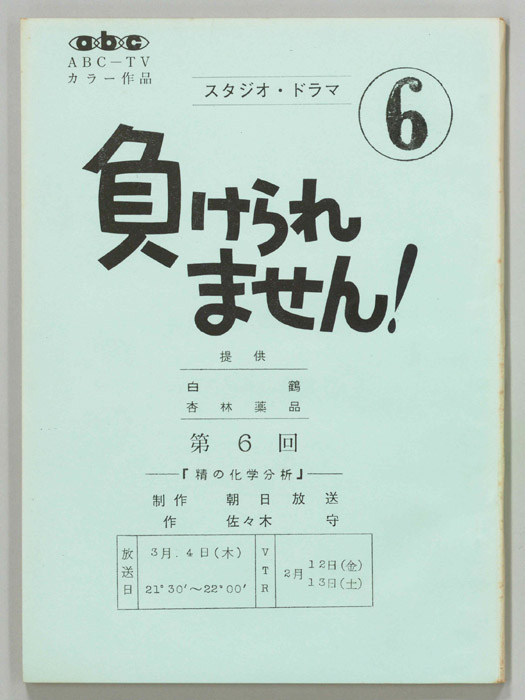 abc
ABC-TV
カラー作品
スタジオ・ドラマ
6
負けられ
ません!
提供
白鶴
杏林薬品
第6回
―『精の化学分析』―
制作 朝日放送
作 佐々木 守
放送日 3月.4日(木) 21°30′~22°00′
VTR 2月 12日(金) 13日(土)